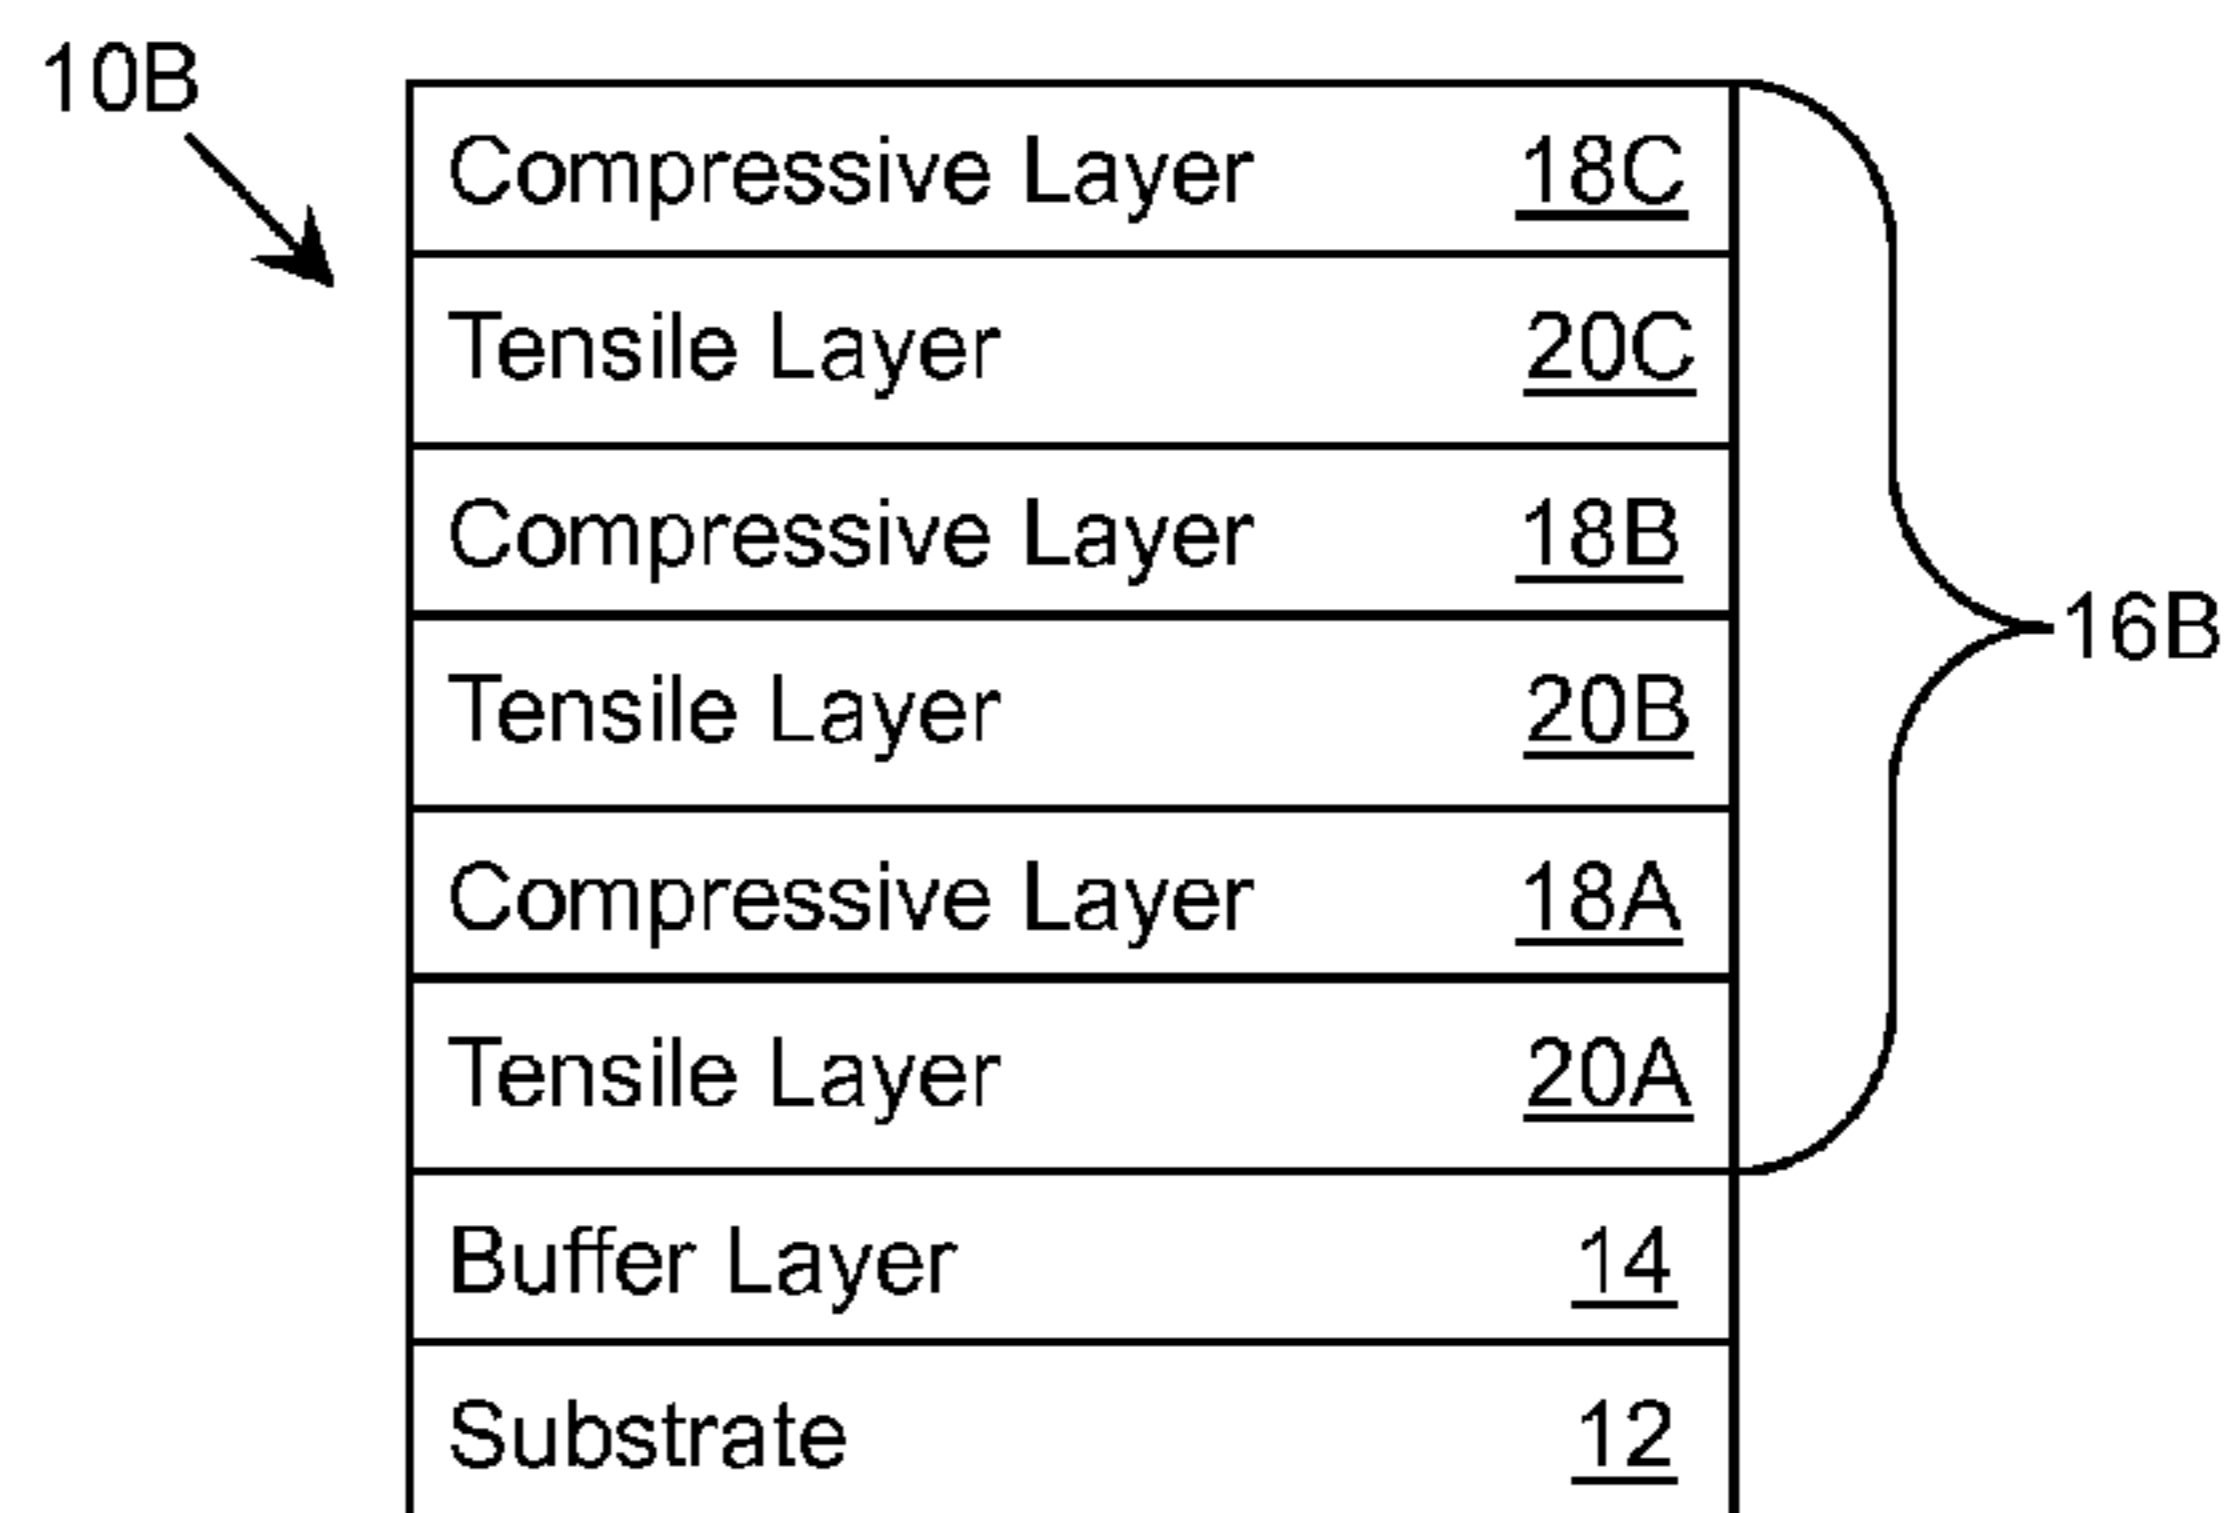 10B
Compressive Layer 18C
Tensile Layer 20C
Compressive Layer 18B
16B
Tensile Layer 20B
Compressive Layer 18A
Tensile Layer 20A
Buffer Layer 14
Substrate 12